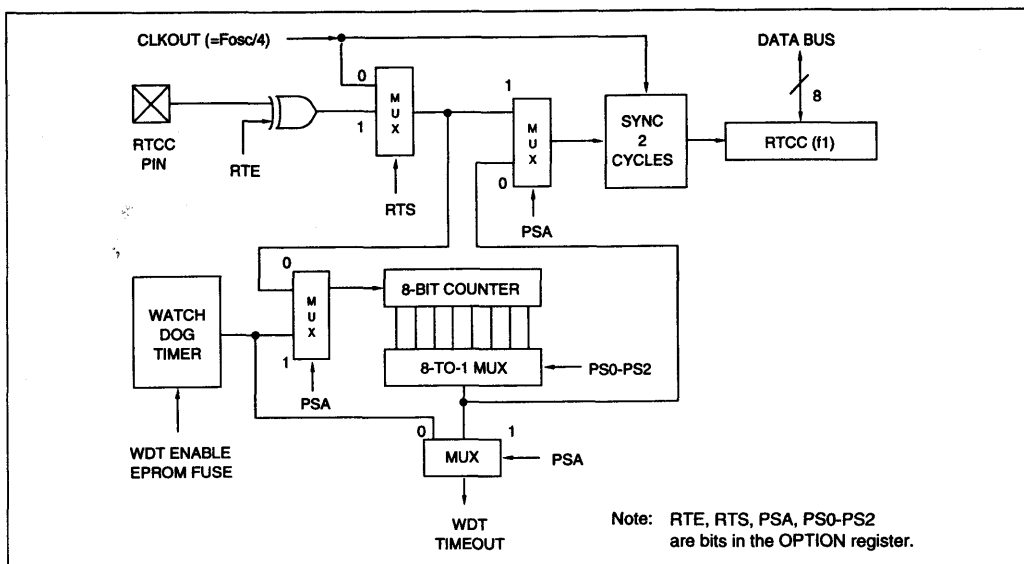 CLKOUT (=Fosc/4)
DATA BUS
8
RTCC
PIN
RTE
0
1
M
U
X
RTS
1
0
M
U
X
PSA
SYNC
2
CYCLES
RTCC (f1)
WATCH
DOG
TIMER
WDT ENABLE
EPROM FUSE
0
1
M
U
X
PSA
8-BIT COUNTER
8-TO-1 MUX
PS0-PS2
0
1
MUX
PSA
WDT
TIMEOUT
Note: RTE, RTS, PSA, PS0-PS2
are bits in the OPTION register.